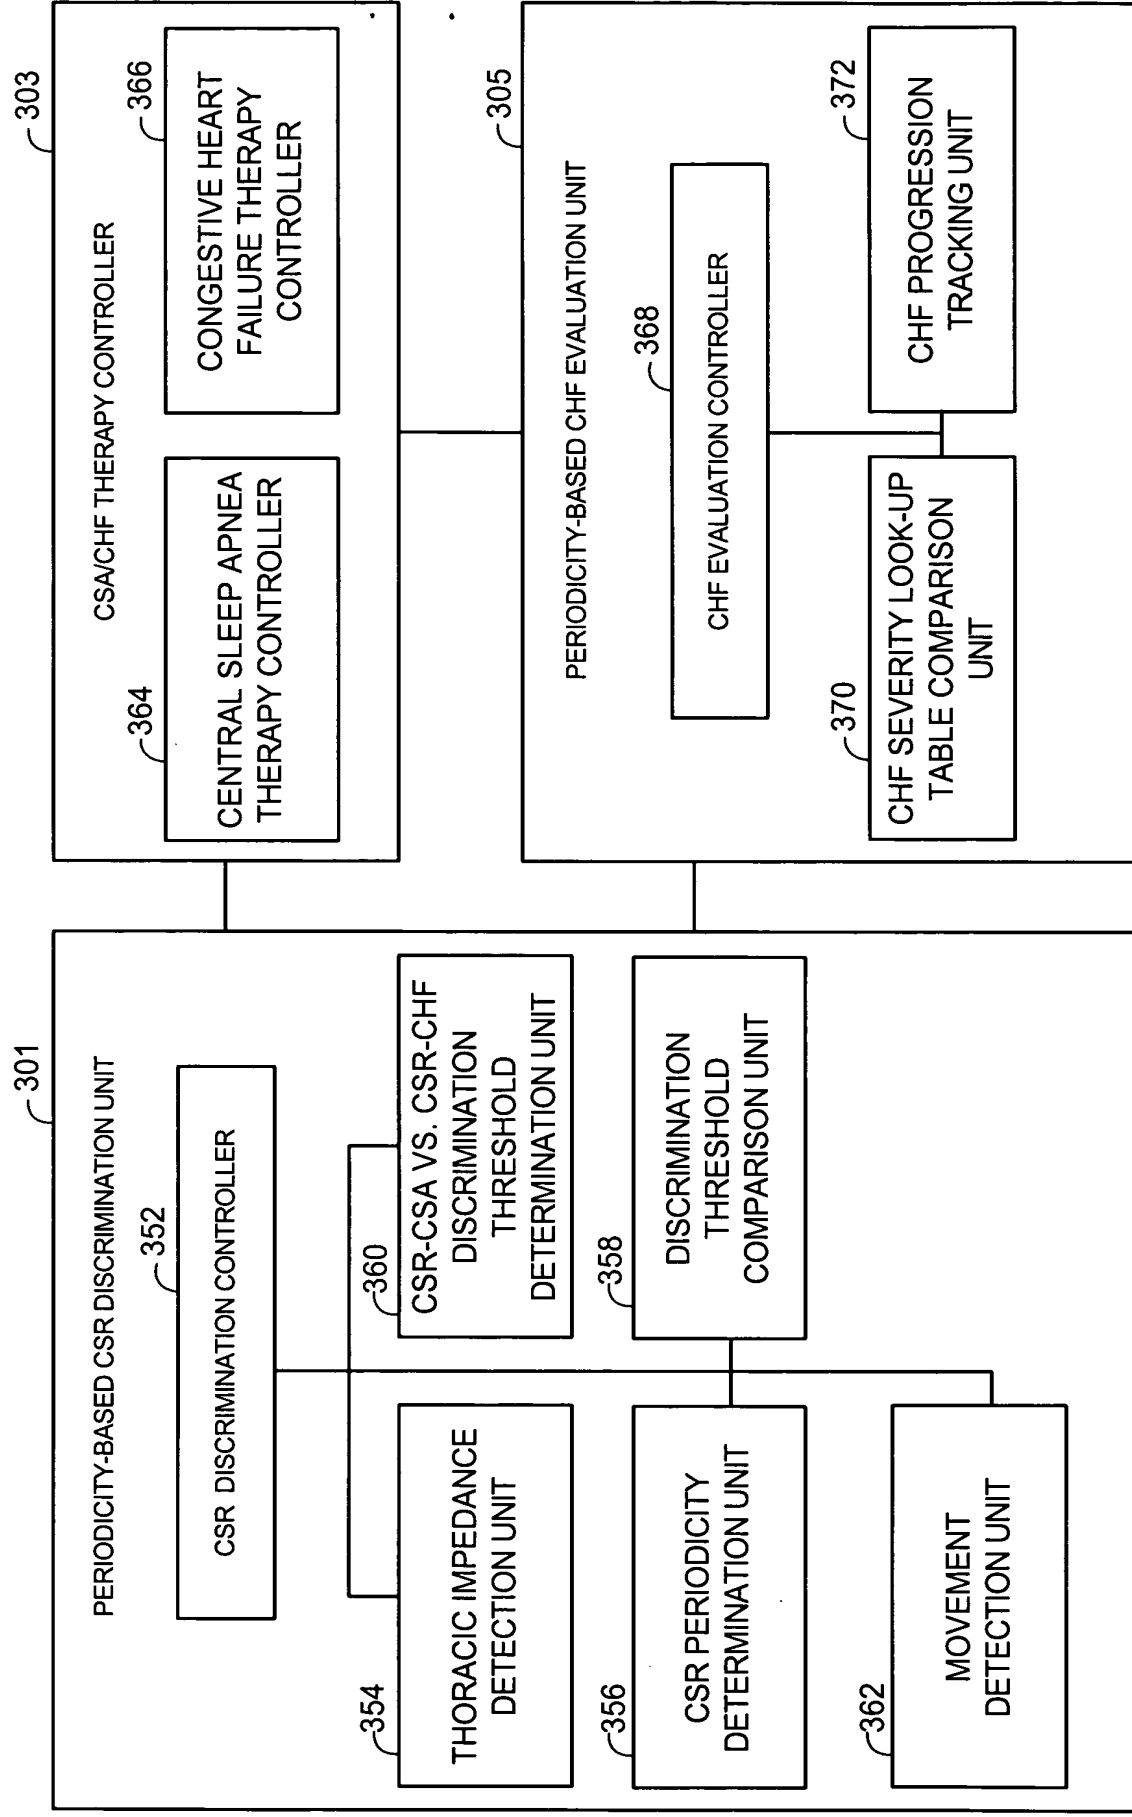 301
PERIODICITY-BASED CSR DISCRIMINATION UNIT
352
CSR DISCRIMINATION CONTROLLER
354
THORACIC IMPEDANCE
DETECTION UNIT
360
CSR-CSA VS. CSR-CHF
DISCRIMINATION
THRESHOLD
DETERMINATION UNIT
356
CSR PERIODICITY
DETERMINATION UNIT
358
DISCRIMINATION
THRESHOLD
COMPARISON UNIT
362
MOVEMENT
DETECTION UNIT
303
CSA/CHF THERAPY CONTROLLER
364
CENTRAL SLEEP APNEA
THERAPY CONTROLLER
366
CONGESTIVE HEART
FAILURE THERAPY
CONTROLLER
305
PERIODICITY-BASED CHF EVALUATION UNIT
368
CHF EVALUATION CONTROLLER
370
CHF SEVERITY LOOK-UP
TABLE COMPARISON
UNIT
372
CHF PROGRESSION
TRACKING UNIT